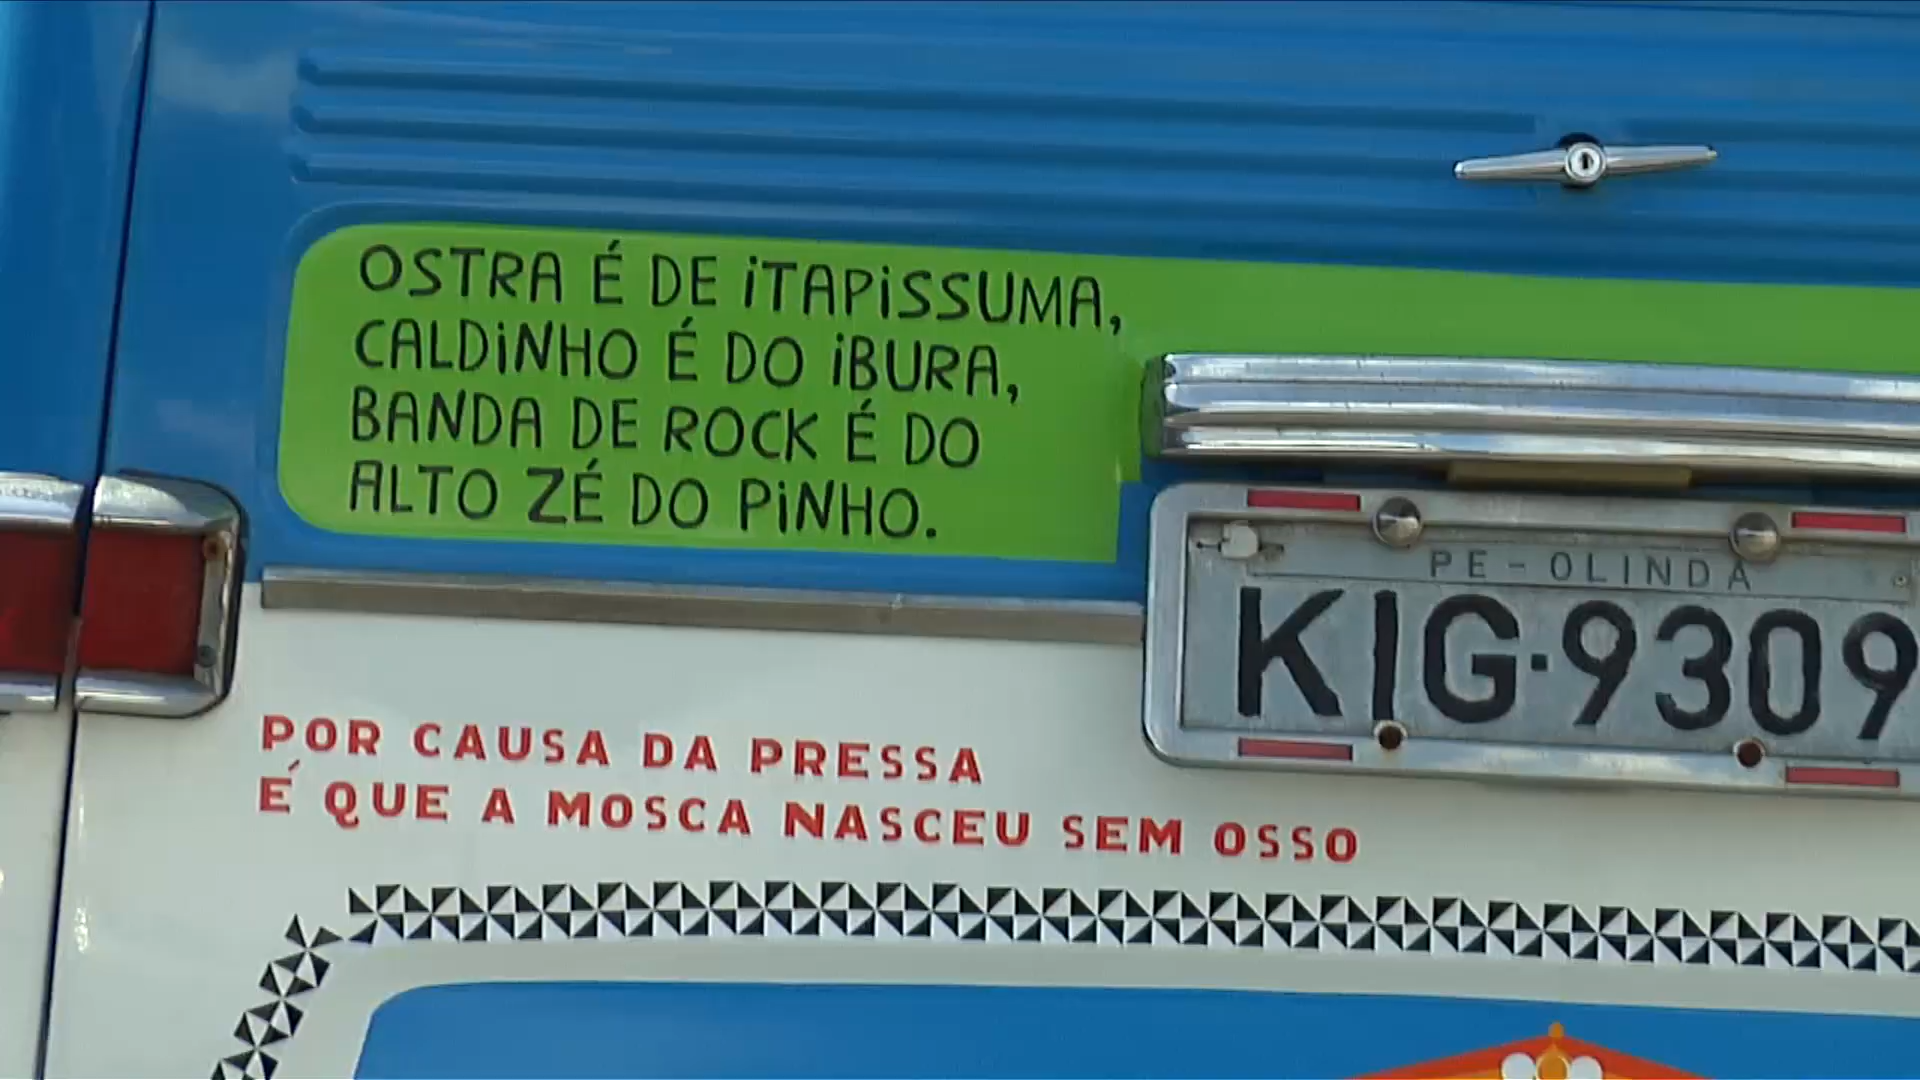 OSTRA É DE iTAPiSSUMA,
CALDiNHO É DO iBURA,
BANDA DE ROCK É DO
ALTO ZÉ DO PiNHO.
PE-OLINDA
KIG·9309
POR CAUSA DA PRESSA
É QUE A MOSCA NASCEU SEM OSSO